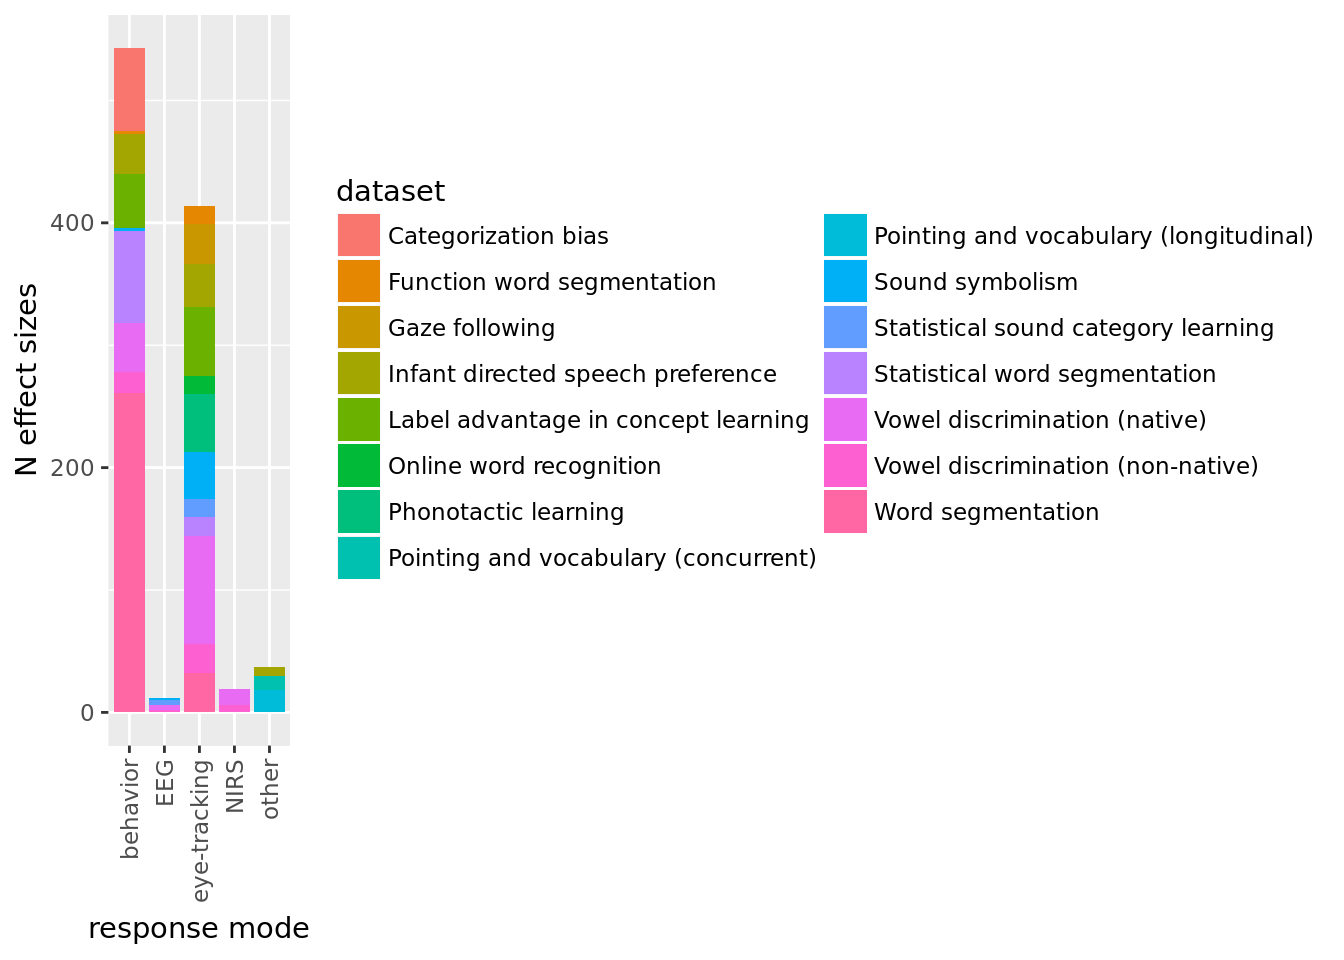 N effect sizes
400
200
0
behavior
EEG
eye-tracking
NIRS
other
response mode
dataset
Categorization bias
Function word segmentation
Gaze following
Infant directed speech preference
Label advantage in concept learning
Online word recognition
Phonotactic learning
Pointing and vocabulary (concurrent)
Pointing and vocabulary (longitudinal)
Sound symbolism
Statistical sound category learning
Statistical word segmentation
Vowel discrimination (native)
Vowel discrimination (non-native)
Word segmentation